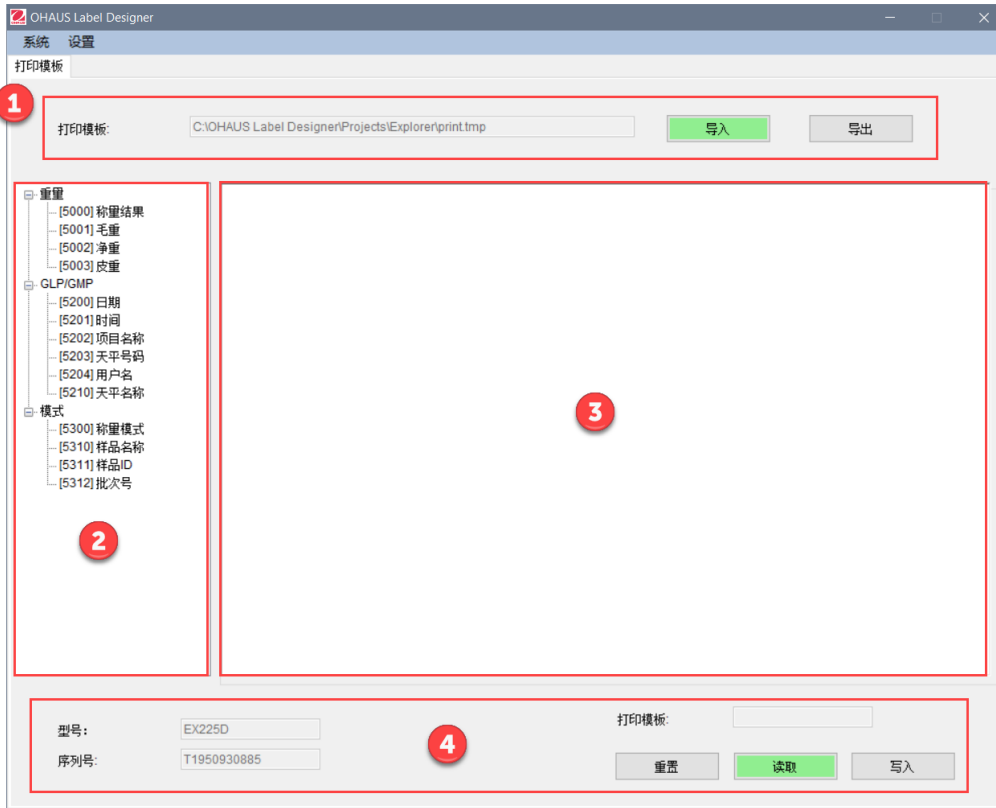 OHAUS Label Designer
系统 设置
打印模板
1
打印模板: C:\OHAUS Label Designer\Projects\Explorer\print.tmp 导入 导出
重量
[5000] 称量结果
[5001] 毛重
[5002] 净重
[5003] 皮重
GLP/GMP
[5200] 日期
[5201] 时间
[5202] 项目名称
[5203] 天平号码
[5204] 用户名
[5210] 天平名称
模式
[5300] 称量模式
[5310] 样品名称
[5311] 样品ID
[5312] 批次号
2
3
型号: EX225D
序列号: T1950930885
4
打印模板:
重置 读取 写入